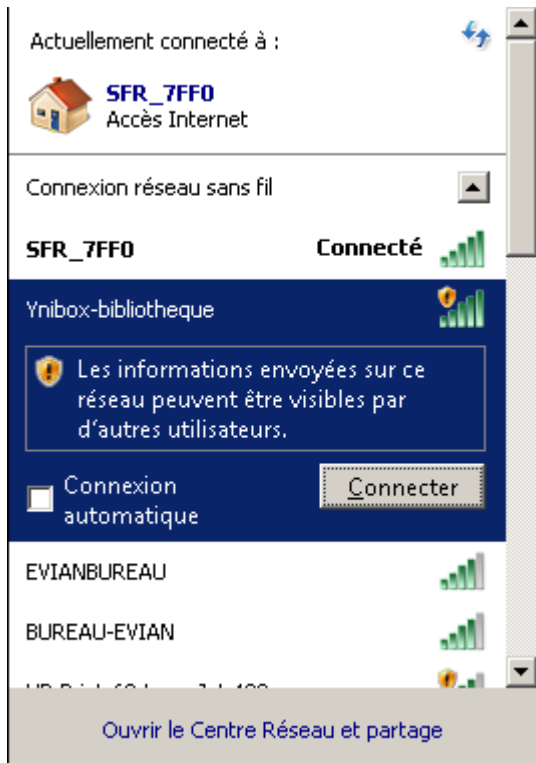 Actuellement connecté à :
SFR_7FF0
Accès Internet
Connexion réseau sans fil
SFR_7FF0 Connecté
Ynibox-bibliotheque
Les informations envoyées sur ce
réseau peuvent être visibles par
d'autres utilisateurs.
Connexion
automatique
Connecter
EVIANBUREAU
BUREAU-EVIAN
Ouvrir le Centre Réseau et partage